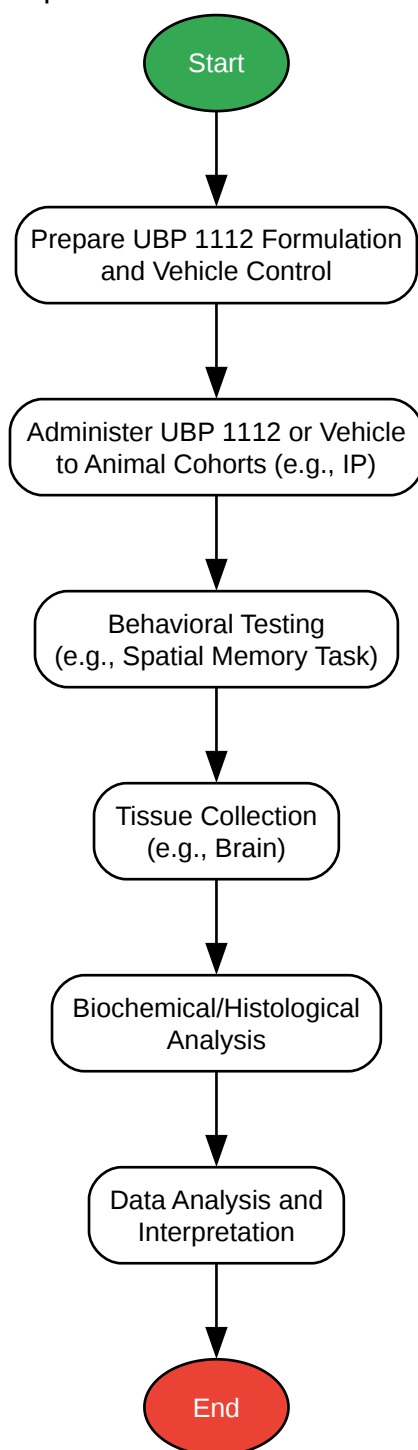 Start
Prepare UBP 1112 Formulation
and Vehicle Control
Administer UBP 1112 or Vehicle
to Animal Cohorts (e.g., IP)
Behavioral Testing
(e.g., Spatial Memory Task)
Tissue Collection
(e.g., Brain)
Biochemical/Histological
Analysis
Data Analysis and
Interpretation
End